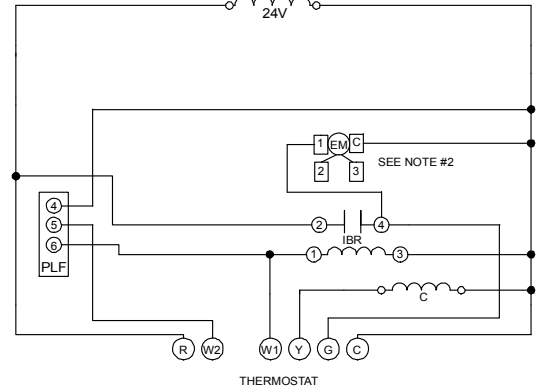 24V
1 EM C
2 3
SEE NOTE #2
4
5
6
PLF
2 4
IBR
1 3
C
R W2 W1 Y G C
THERMOSTAT